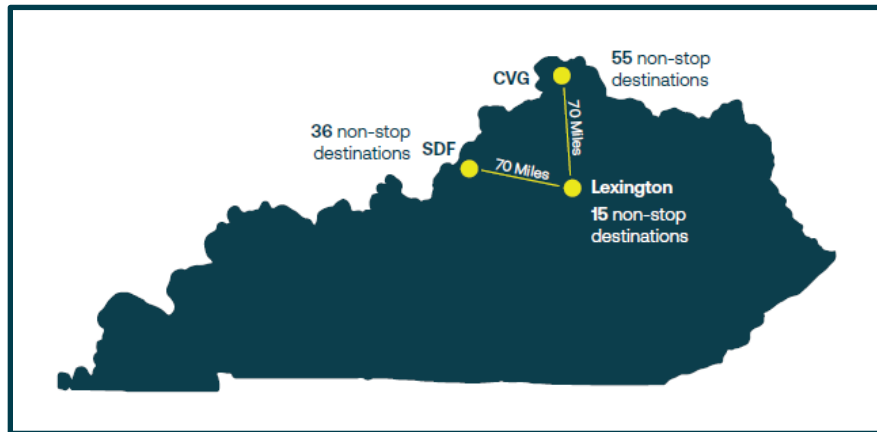 55 non-stop
destinations
CVG
70 Miles
36 non-stop
destinations
SDF
70 Miles
Lexington
15 non-stop
destinations